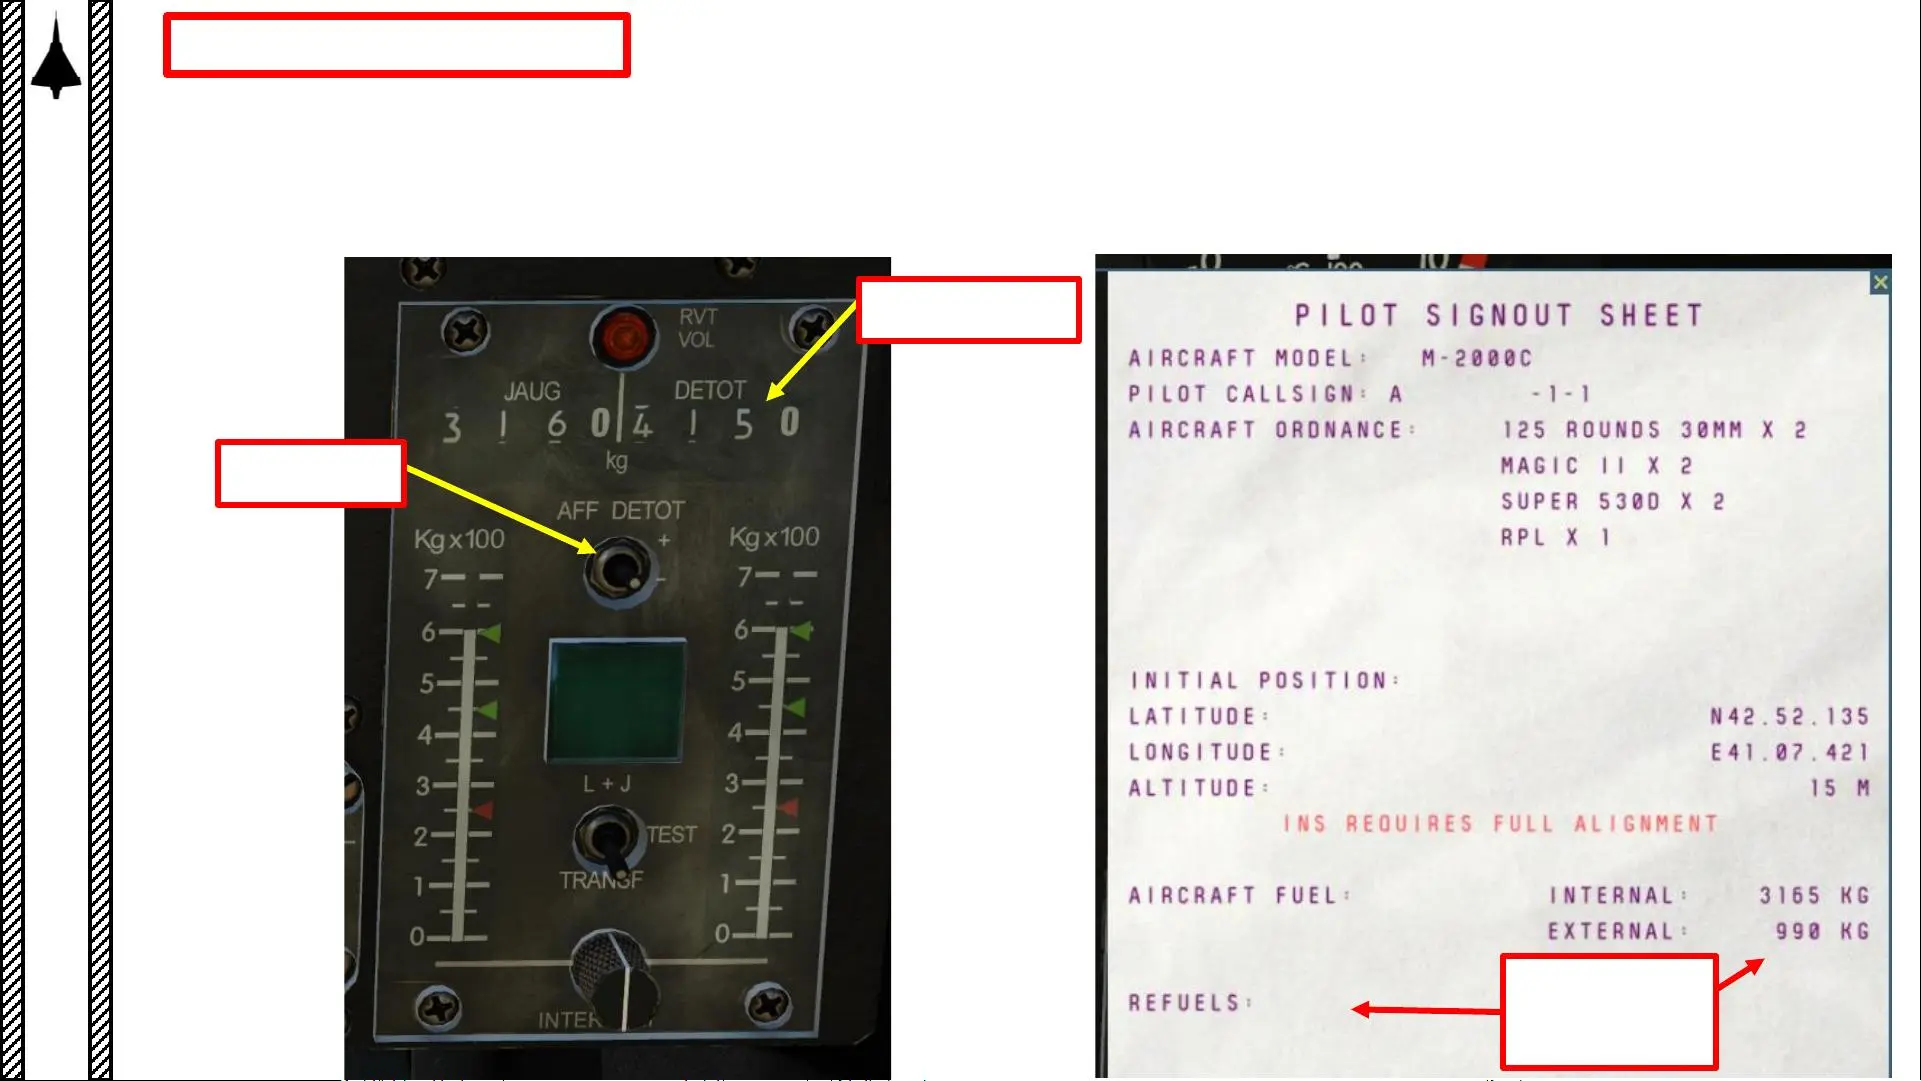 RVT
VOL
JAUG DETOT
3 1 6 0 4 1 5 0
kg
AFF DETOT
+
-
Kg x100
7
6
5
4
3
2
1
0
Kg x100
7
6
5
4
3
2
1
0
L + J
TEST
TRANSF
PILOT SIGNOUT SHEET
AIRCRAFT MODEL: M-2000C
PILOT CALLSIGN: A -1-1
AIRCRAFT ORDNANCE: 125 ROUNDS 30MM X 2
MAGIC II X 2
SUPER 530D X 2
RPL X 1
INITIAL POSITION:
LATITUDE: N42.52.135
LONGITUDE: E41.07.421
ALTITUDE: 15 M
INS REQUIRES FULL ALIGNMENT
AIRCRAFT FUEL: INTERNAL: 3165 KG
EXTERNAL: 990 KG
REFUELS: